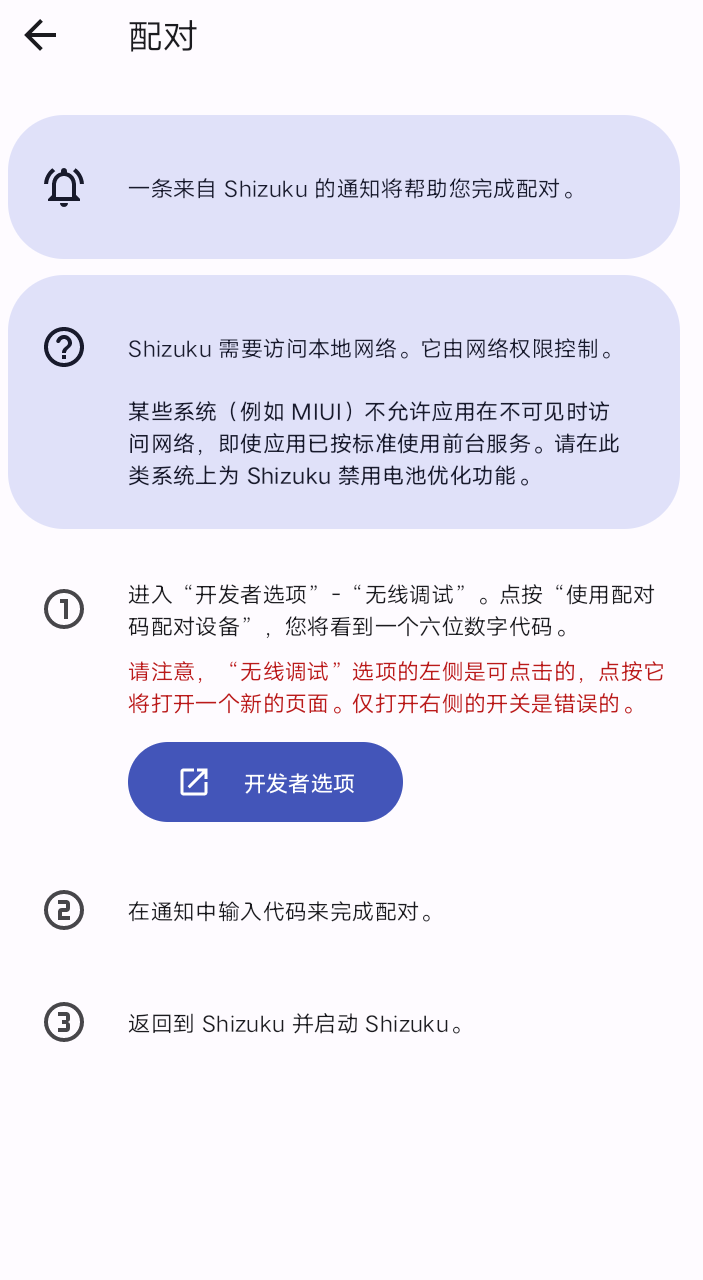 配对
一条来自 Shizuku 的通知将帮助您完成配对。
Shizuku 需要访问本地网络。它由网络权限控制。
某些系统（例如 MIUI）不允许应用在不可见时访
问网络，即使应用已按标准使用前台服务。请在此
类系统上为 Shizuku 禁用电池优化功能。
1
进入“开发者选项” - “无线调试” 。点按“使用配对
码配对设备” ，您将看到一个六位数字代码。
请注意，“无线调试”选项的左侧是可点击的，点按它
将打开一个新的页面。仅打开右侧的开关是错误的。
开发者选项
2
在通知中输入代码来完成配对。
3
返回到 Shizuku 并启动 Shizuku。